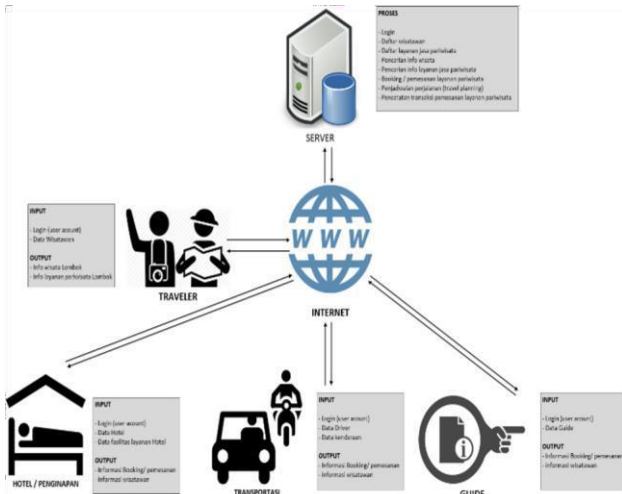 PROSES
- Login
- Daftar wisatawan
- Daftar layanan jasa pariwisata
- Pencarian info wisata
- Pencarian info layanan jasa pariwisata
- Booking / pemesanan layanan pariwisata
- Penjadwalan perjalanan (travel planning)
- Pencatatan transaksi pemesanan layanan pariwisata
SERVER
INPUT
- Login (user account)
- Data Wisatawan
OUTPUT
- Info wisata Lombok
- Info layanan pariwisata Lombok
TRAVELER
WWW
INTERNET
HOTEL / PENGINAPAN
INPUT
- Login (user account)
- Data Hotel
- Data fasilitas layanan Hotel
OUTPUT
- Informasi Booking/ pemesanan
- Informasi wisatawan
TRANSPORTASI
INPUT
- Login (user account)
- Data Driver
- Data kendaraan
OUTPUT
- Informasi Booking/ pemesanan
- Informasi wisatawan
GUIDE
INPUT
- Login (user account)
- Data Guide
OUTPUT
- Informasi Booking/ pemesanan
- informasi wisatawan